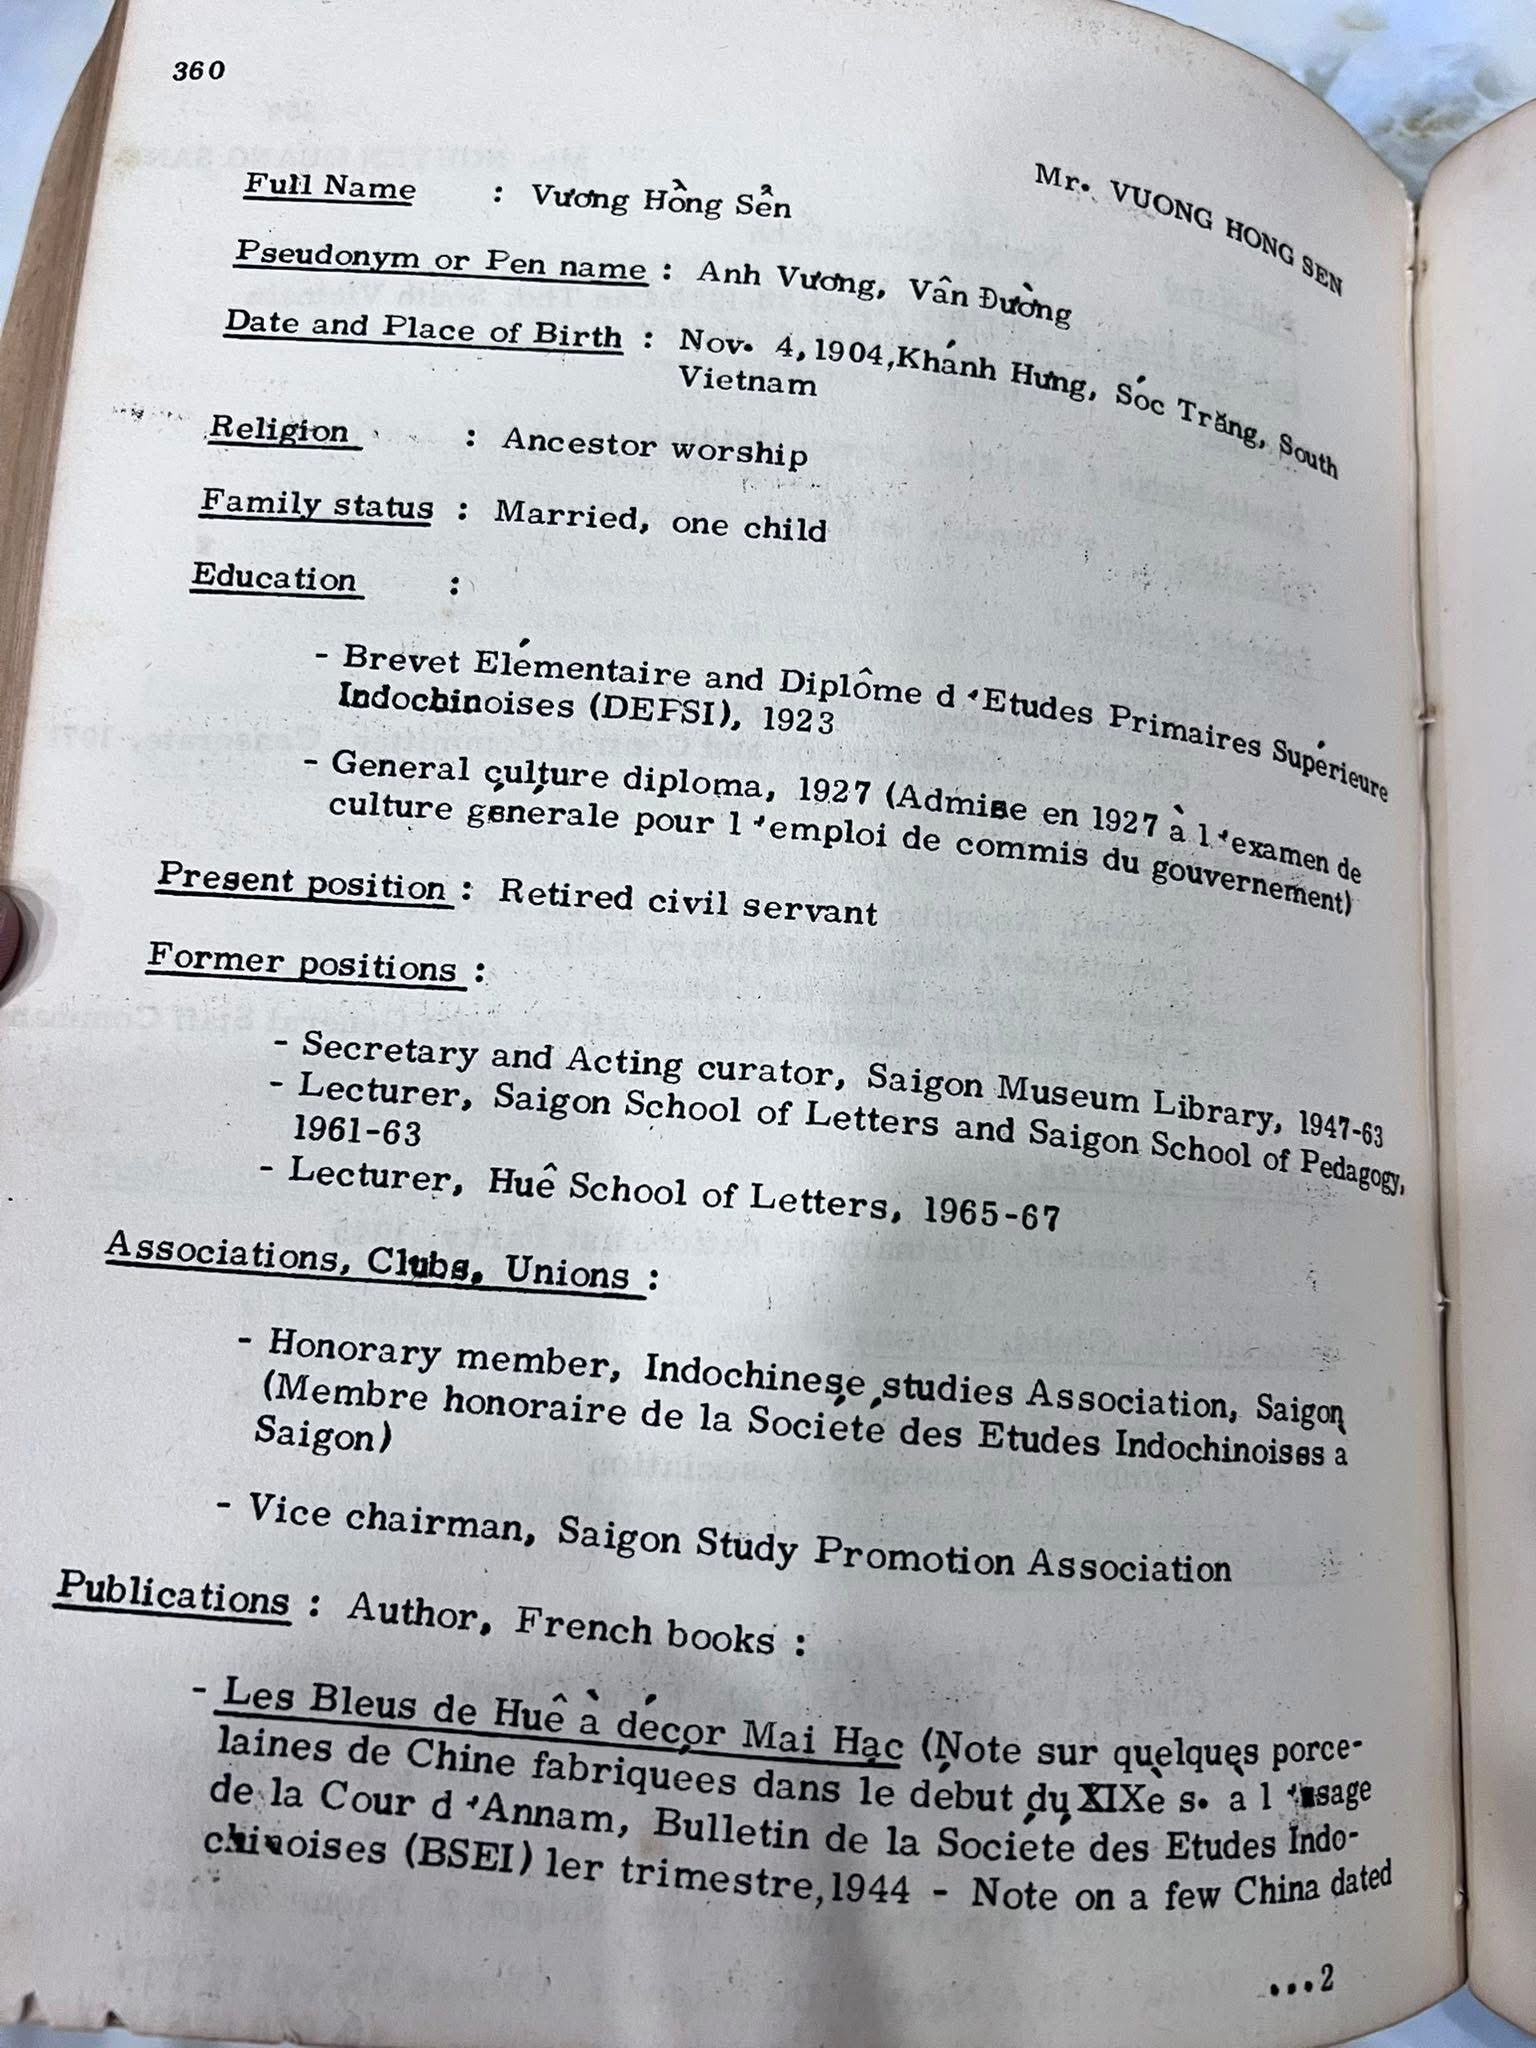 360
Mr. VUONG HONG SEN
Full Name : Vương Hồng Sển
Pseudonym or Pen name : Anh Vương, Vân Đường
Date and Place of Birth : Nov. 4,1904,Khánh Hưng, Sóc Trăng, South
Vietnam
Religion : Ancestor worship
Family status : Married, one child
Education :
- Brevet Elémentaire and Diplôme d'Etudes Primaires Supérieure
Indochinoises (DEFSI), 1923
- General culture diploma, 1927 (Admise en 1927 à l'examen de
culture générale pour l'emploi de commis du gouvernement)
Present position : Retired civil servant
Former positions :
- Secretary and Acting curator, Saigon Museum Library, 1947-63
- Lecturer, Saigon School of Letters and Saigon School of Pedagogy,
1961-63
- Lecturer, Huê School of Letters, 1965-67
Associations, Clubs, Unions :
- Honorary member, Indochinese studies Association, Saigon
(Membre honoraire de la Société des Etudes Indochinoises à
Saigon)
- Vice chairman, Saigon Study Promotion Association
Publications : Author, French books :
- Les Bleus de Huê à décor Mai Hạc (Note sur quelques porce-
laines de Chine fabriquées dans le début du XIXè s. à l'usage
de la Cour d'Annam, Bulletin de la Société des Etudes Indo-
chinoises (BSEI) 1er trimestre,1944 - Note on a few China dated
...2